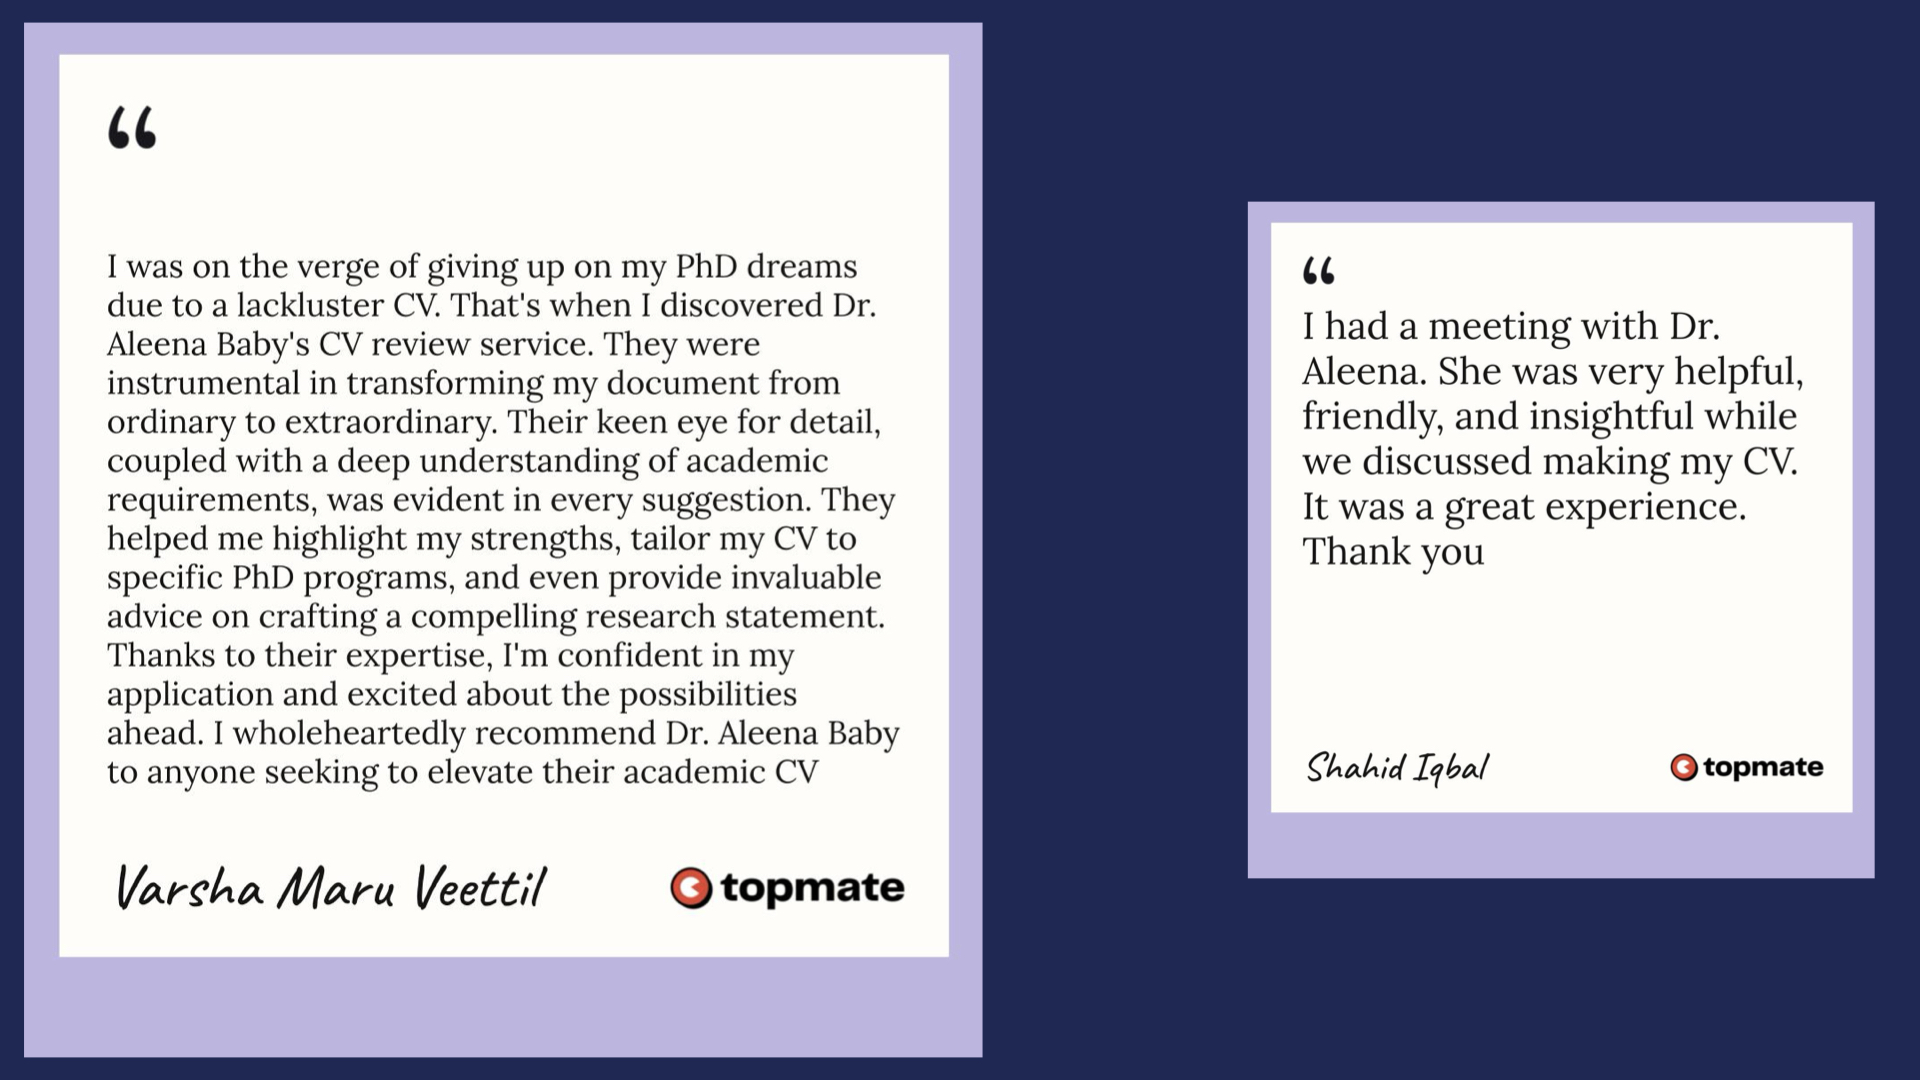 “
I was on the verge of giving up on my PhD dreams
due to a lackluster CV. That's when I discovered Dr.
Aleena Baby's CV review service. They were
instrumental in transforming my document from
ordinary to extraordinary. Their keen eye for detail,
coupled with a deep understanding of academic
requirements, was evident in every suggestion. They
helped me highlight my strengths, tailor my CV to
specific PhD programs, and even provide invaluable
advice on crafting a compelling research statement.
Thanks to their expertise, I'm confident in my
application and excited about the possibilities
ahead. I wholeheartedly recommend Dr. Aleena Baby
to anyone seeking to elevate their academic CV
Varsha Maru Veettil
topmate
“
I had a meeting with Dr.
Aleena. She was very helpful,
friendly, and insightful while
we discussed making my CV.
It was a great experience.
Thank you
Shahid Iqbal
topmate